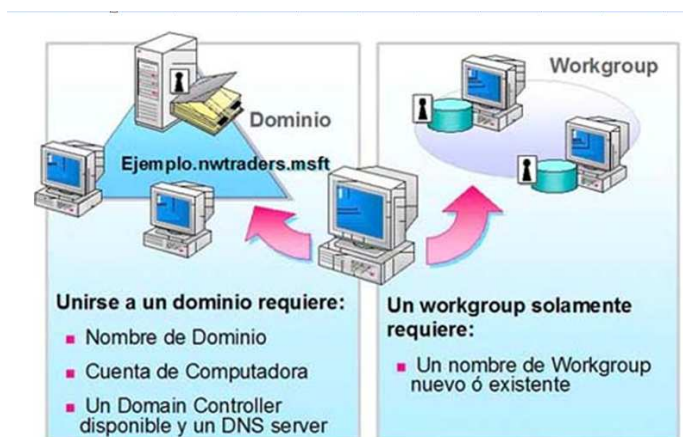 Dominio
Ejemplo.nwtraders.msft
Unirse a un dominio requiere:
Nombre de Dominio
Cuenta de Computadora
Un Domain Controller
disponible y un DNS server
Workgroup
Un workgroup solamente
requiere:
Un nombre de Workgroup
nuevo ó existente